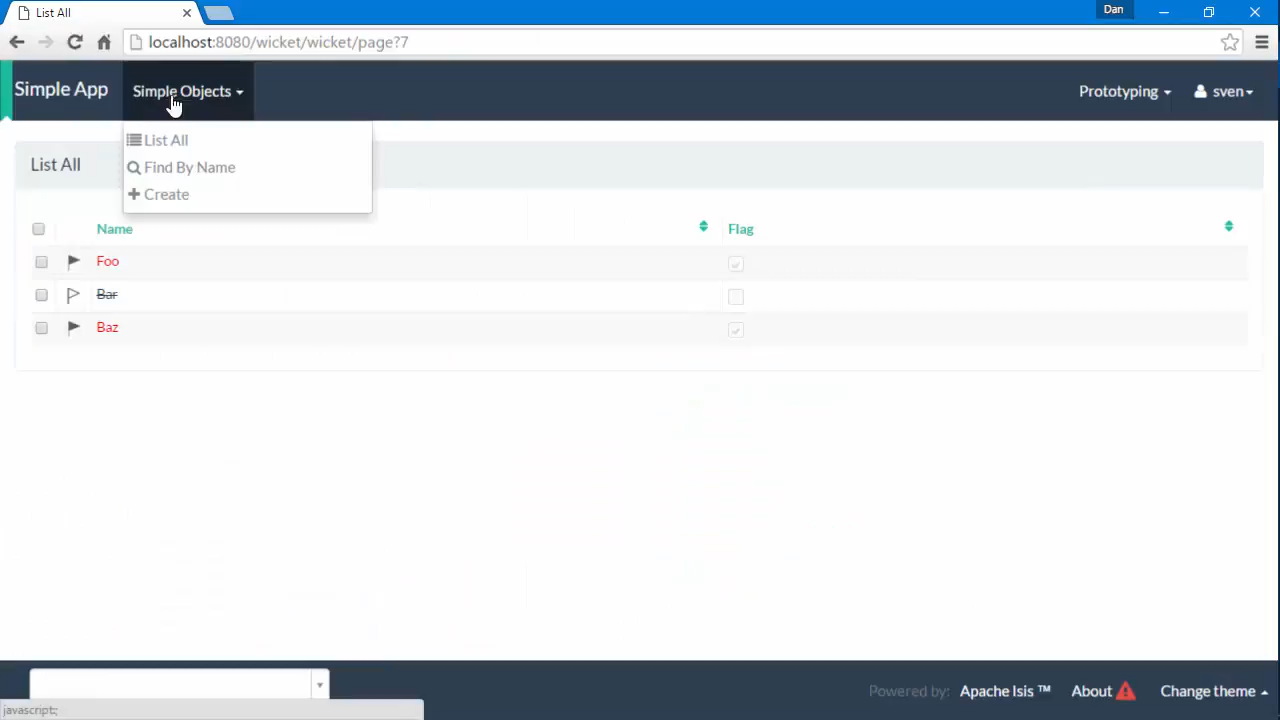 List All
Dan
localhost:8080/wicket/wicket/page?7
Simple App
Simple Objects
Prototyping
sven
List All
Find By Name
Create
List All
Name
Flag
Foo
Bar
Baz
Powered by: Apache Isis ™
About
Change theme
javascript:;